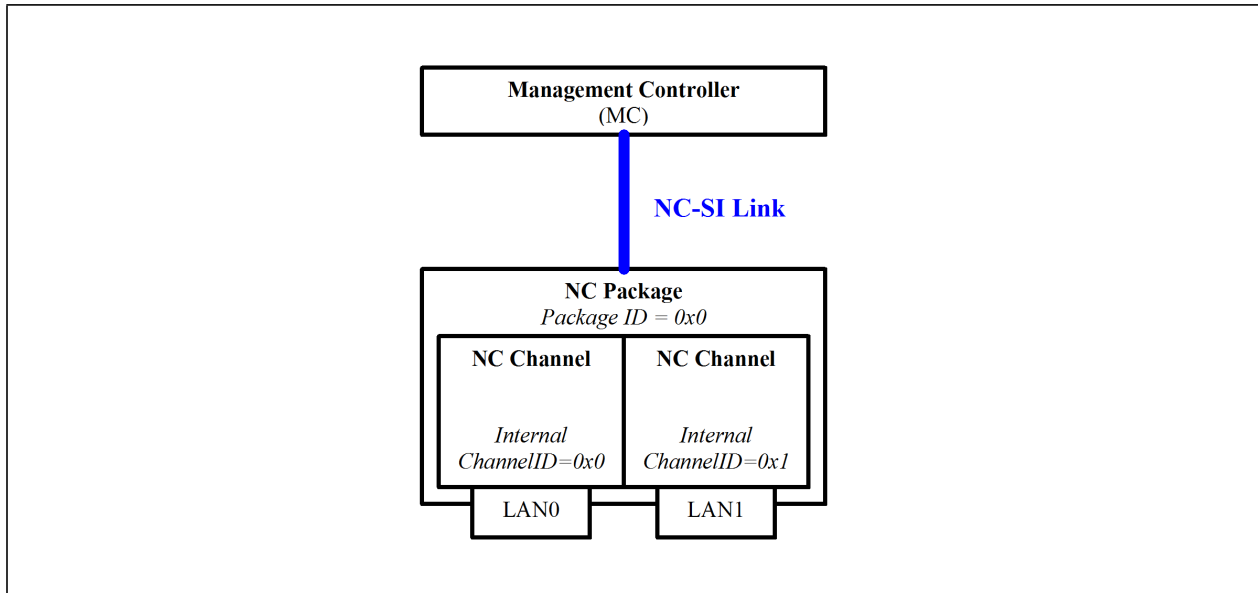 Management Controller
(MC)
NC-SI Link
NC Package
Package ID = 0x0
NC Channel
NC Channel
Internal
ChannelID=0x0
Internal
ChannelID=0x1
LAN0
LAN1